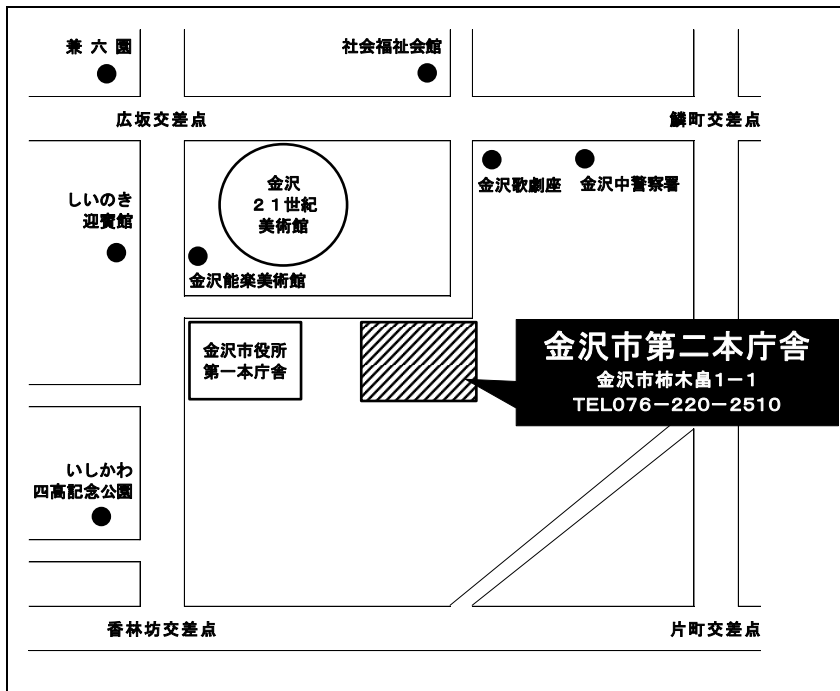 兼六園
社会福祉会館
広坂交差点
鱗町交差点
金沢
21世紀
美術館
金沢歌劇座
金沢中警察署
しいのき
迎賓館
金沢能楽美術館
金沢市役所
第一本庁舎
金沢市第二本庁舎
金沢市柿木畠1−1
TEL076−220−2510
いしかわ
四高記念公園
香林坊交差点
片町交差点